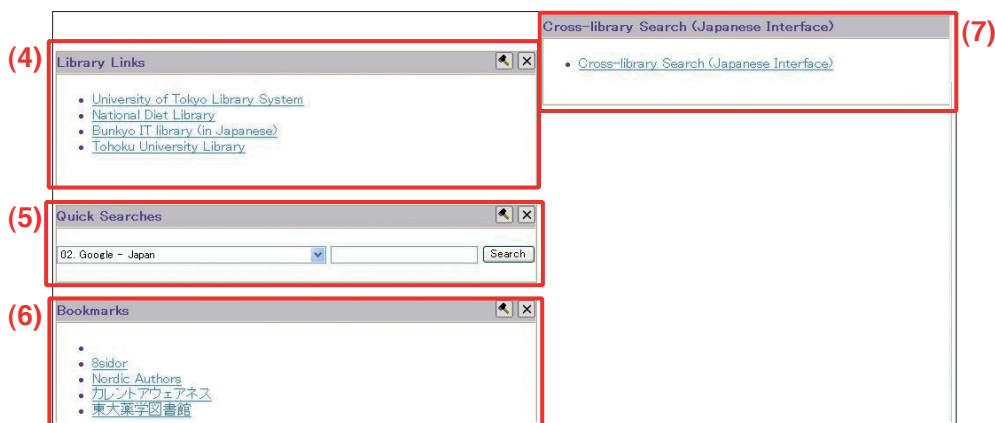 (4)
Library Links
University of Tokyo Library System
National Diet Library
Bunkyo IT library (in Japanese)
Tohoku University Library
(5)
Quick Searches
02. Google - Japan
Search
(6)
Bookmarks
8sidor
Nordic Authors
カレントアウェアネス
東大薬学図書館
Cross-library Search (Japanese Interface)
(7)
Cross-library Search (Japanese Interface)